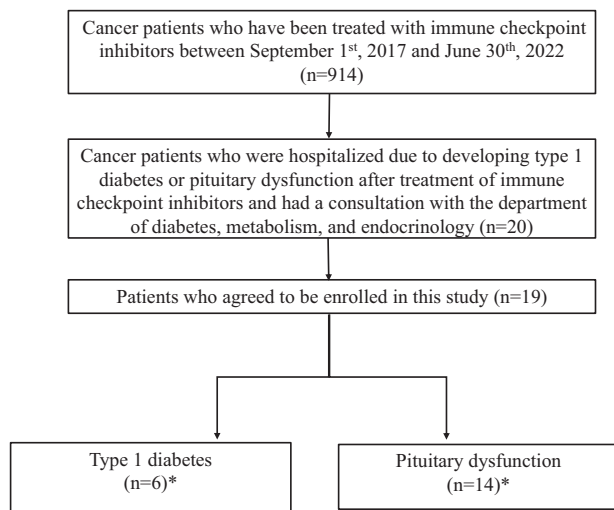 Cancer patients who have been treated with immune checkpoint
inhibitors between September 1st, 2017 and June 30th, 2022
(n=914)
Cancer patients who were hospitalized due to developing type 1
diabetes or pituitary dysfunction after treatment of immune
checkpoint inhibitors and had a consultation with the department
of diabetes, metabolism, and endocrinology (n=20)
Patients who agreed to be enrolled in this study (n=19)
Type 1 diabetes
(n=6)*
Pituitary dysfunction
(n=14)*